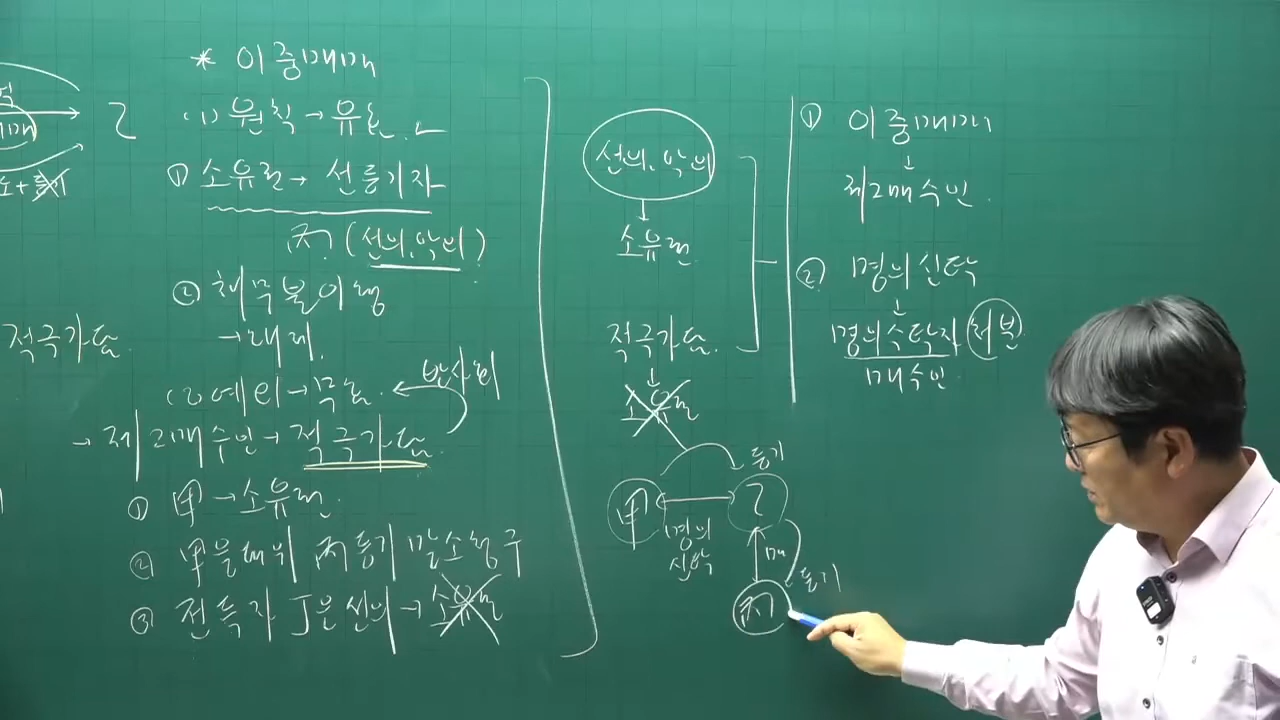 * 이중매매
乙
(1) 원칙→유효.
① 소유권→ 선등기자
丙 (선의.악의)
② 채무불이행
→해제.
적극가담.
(2) 예외→무효.
반사회
→ 제2매수인→ 적극가담.
① 甲→소유권.
② 甲을대위 丙등기 말소청구
③ 전득자 J은선의→ 소유권
선의.악의
↓
소유권
적극가담.
↓
소유권
甲
乙
등기
명의
신탁
매
등기
丙
① 이중매매
↓
제2매수인.
② 명의신탁
↓
명의수탁자 처분
매수인.